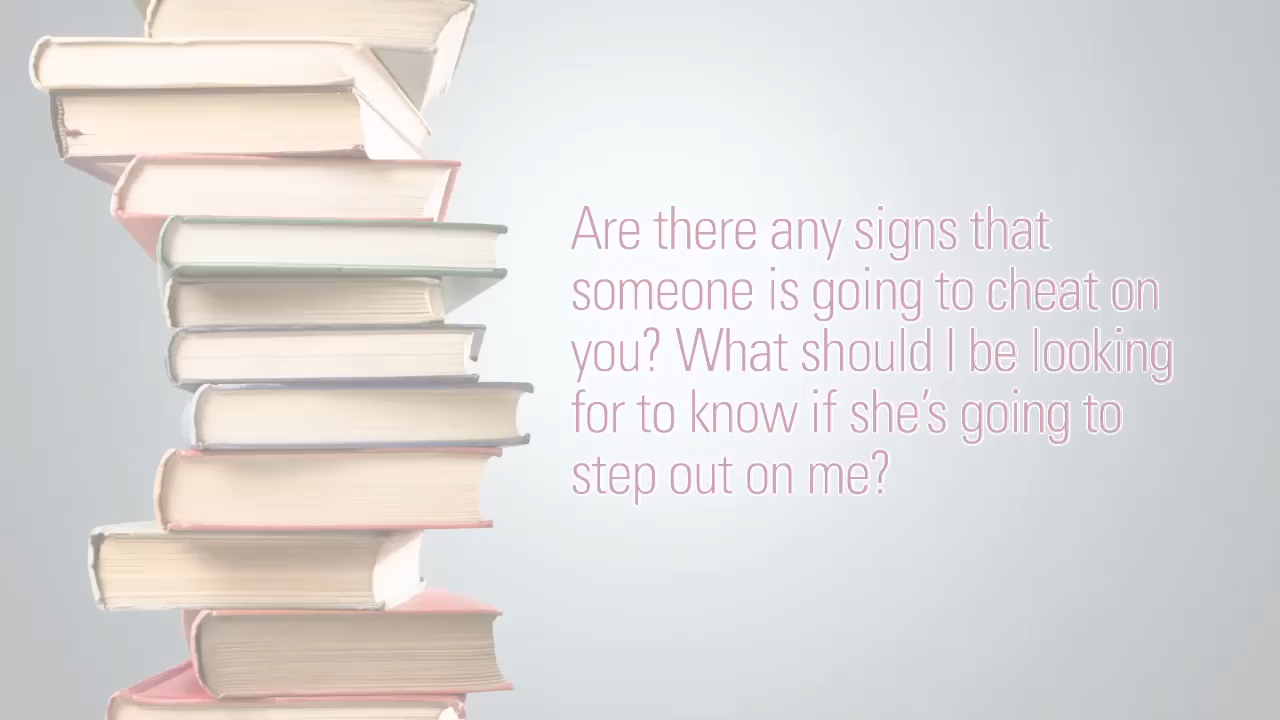 Are there any signs that
someone is going to cheat on
you? What should I be looking
for to know if she’s going to
step out on me?